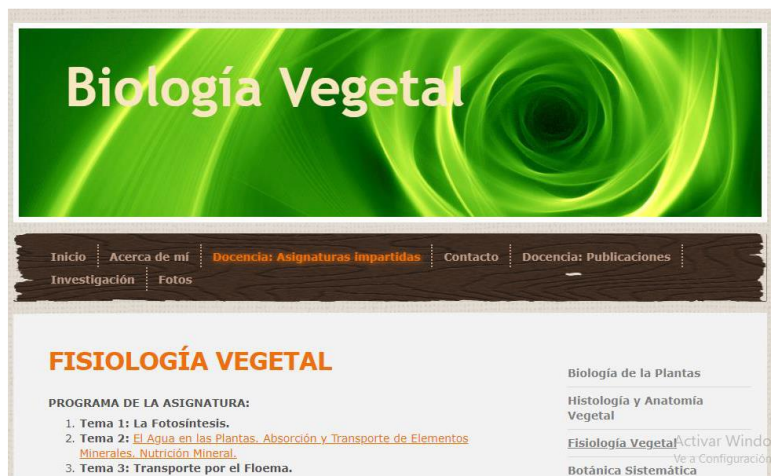 Biología Vegetal
Inicio
Acerca de mí
Docencia: Asignaturas impartidas
Contacto
Docencia: Publicaciones
Investigación
Fotos
FISIOLOGÍA VEGETAL
PROGRAMA DE LA ASIGNATURA:
1. Tema 1: La Fotosíntesis.
2. Tema 2: El Agua en las Plantas. Absorción y Transporte de Elementos
Minerales. Nutrición Mineral.
3. Tema 3: Transporte por el Floema.
Biología de la Plantas
Histología y Anatomía
Vegetal
Fisiología Vegetal
Botánica Sistemática
Activar Windo
Ve a Configuración